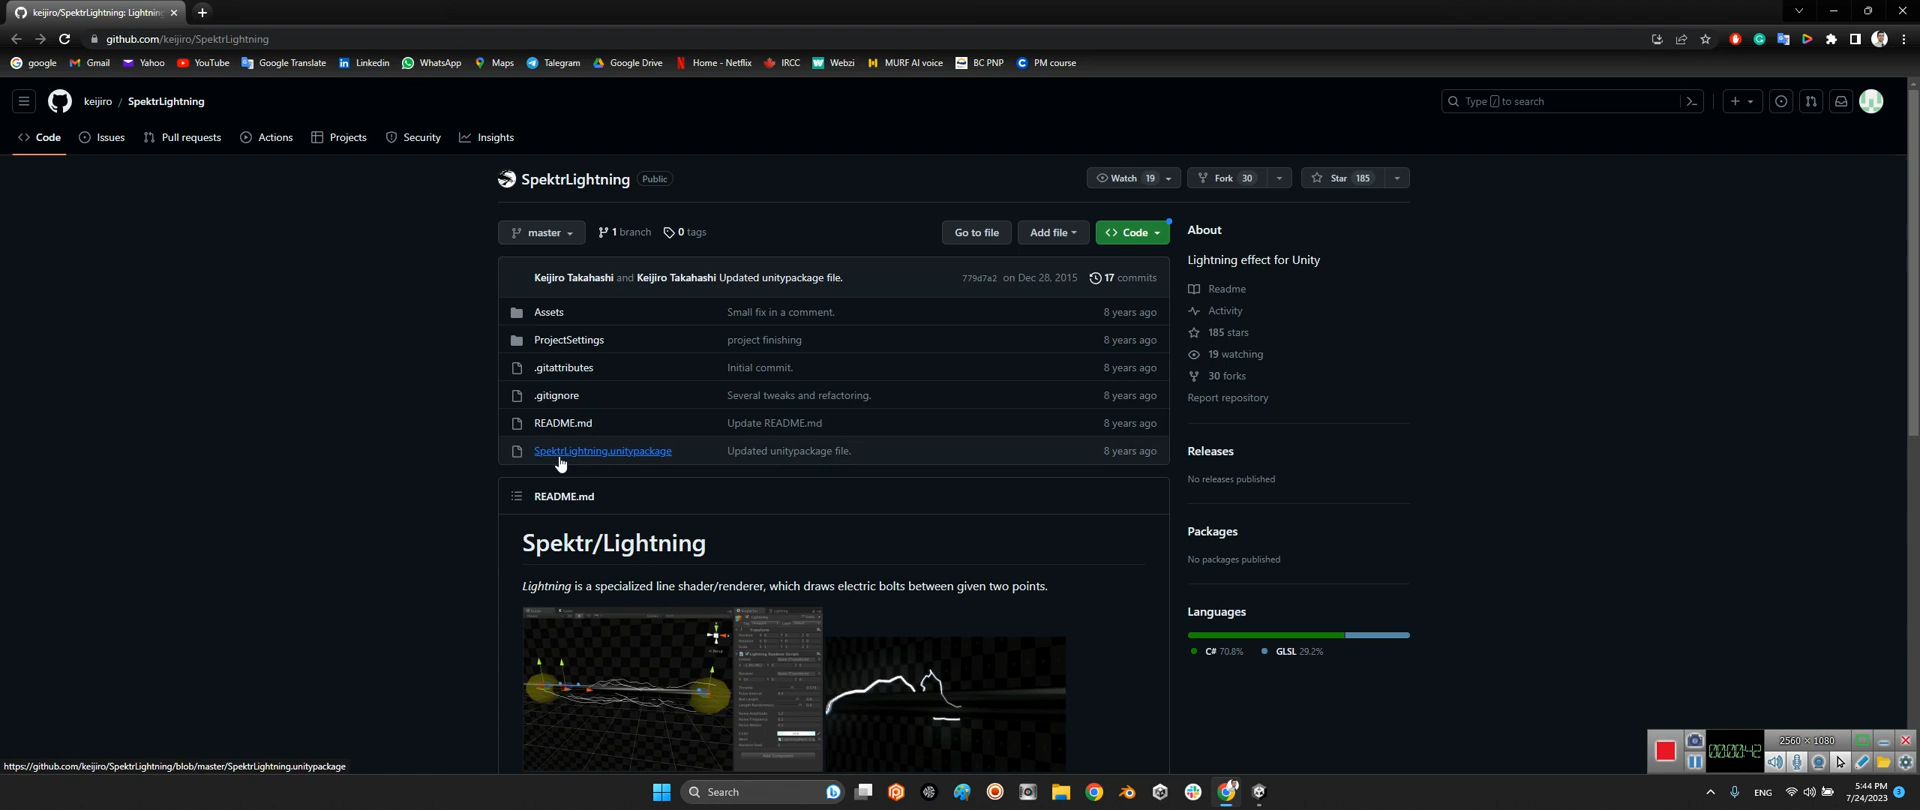 keijiro/SpektrLightning: Lightnin
github.com/keijiro/SpektrLightning
google Gmail Yahoo YouTube Google Translate Linkedin WhatsApp Maps Talegram Google Drive Home - Netflix IRCC Webzi MURF AI voice BC PNP PM course
keijiro / SpektrLightning
Type / to search
Code Issues Pull requests Actions Projects Security Insights
SpektrLightning Public
Watch 19 Fork 30 Star 185
master 1 branch 0 tags Go to file Add file Code
About
Lightning effect for Unity
Keijiro Takahashi and Keijiro Takahashi Updated unitypackage file. 779d7a2 on Dec 28, 2015 17 commits
Readme
Assets Small fix in a comment. 8 years ago
Activity
185 stars
ProjectSettings project finishing 8 years ago
19 watching
.gitattributes Initial commit. 8 years ago
30 forks
.gitignore Several tweaks and refactoring. 8 years ago
Report repository
README.md Update README.md 8 years ago
SpektrLightning.unitypackage Updated unitypackage file. 8 years ago
Releases
No releases published
README.md
Packages
No packages published
Spektr/Lightning
Lightning is a specialized line shader/renderer, which draws electric bolts between given two points.
Languages
C# 70.8% GLSL 29.2%
2560 × 1080
00:00:42
https://github.com/keijiro/SpektrLightning/blob/master/SpektrLightning.unitypackage
Search
ENG
5:44 PM
7/24/2023
3